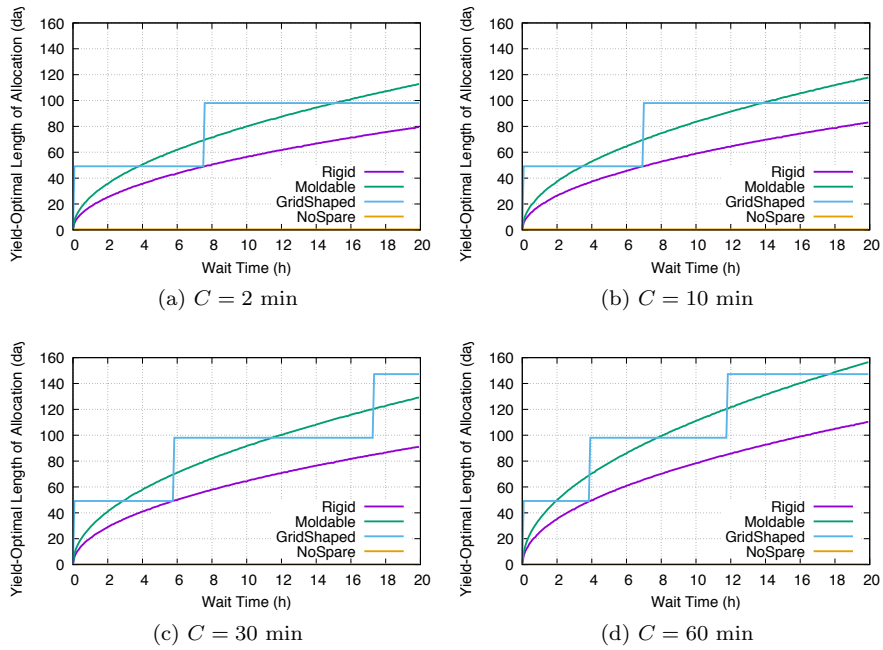 Yield-Optimal Length of Allocation (day
160
140
120
100
80
60
40
20
0
0 2 4 6 8 10 12 14 16 18 20
Wait Time (h)
Rigid
Moldable
GridShaped
NoSpare
(a) C = 2 min
Yield-Optimal Length of Allocation (day
160
140
120
100
80
60
40
20
0
0 2 4 6 8 10 12 14 16 18 20
Wait Time (h)
Rigid
Moldable
GridShaped
NoSpare
(b) C = 10 min
Yield-Optimal Length of Allocation (day
160
140
120
100
80
60
40
20
0
0 2 4 6 8 10 12 14 16 18 20
Wait Time (h)
Rigid
Moldable
GridShaped
NoSpare
(c) C = 30 min
Yield-Optimal Length of Allocation (day
160
140
120
100
80
60
40
20
0
0 2 4 6 8 10 12 14 16 18 20
Wait Time (h)
Rigid
Moldable
GridShaped
NoSpare
(d) C = 60 min